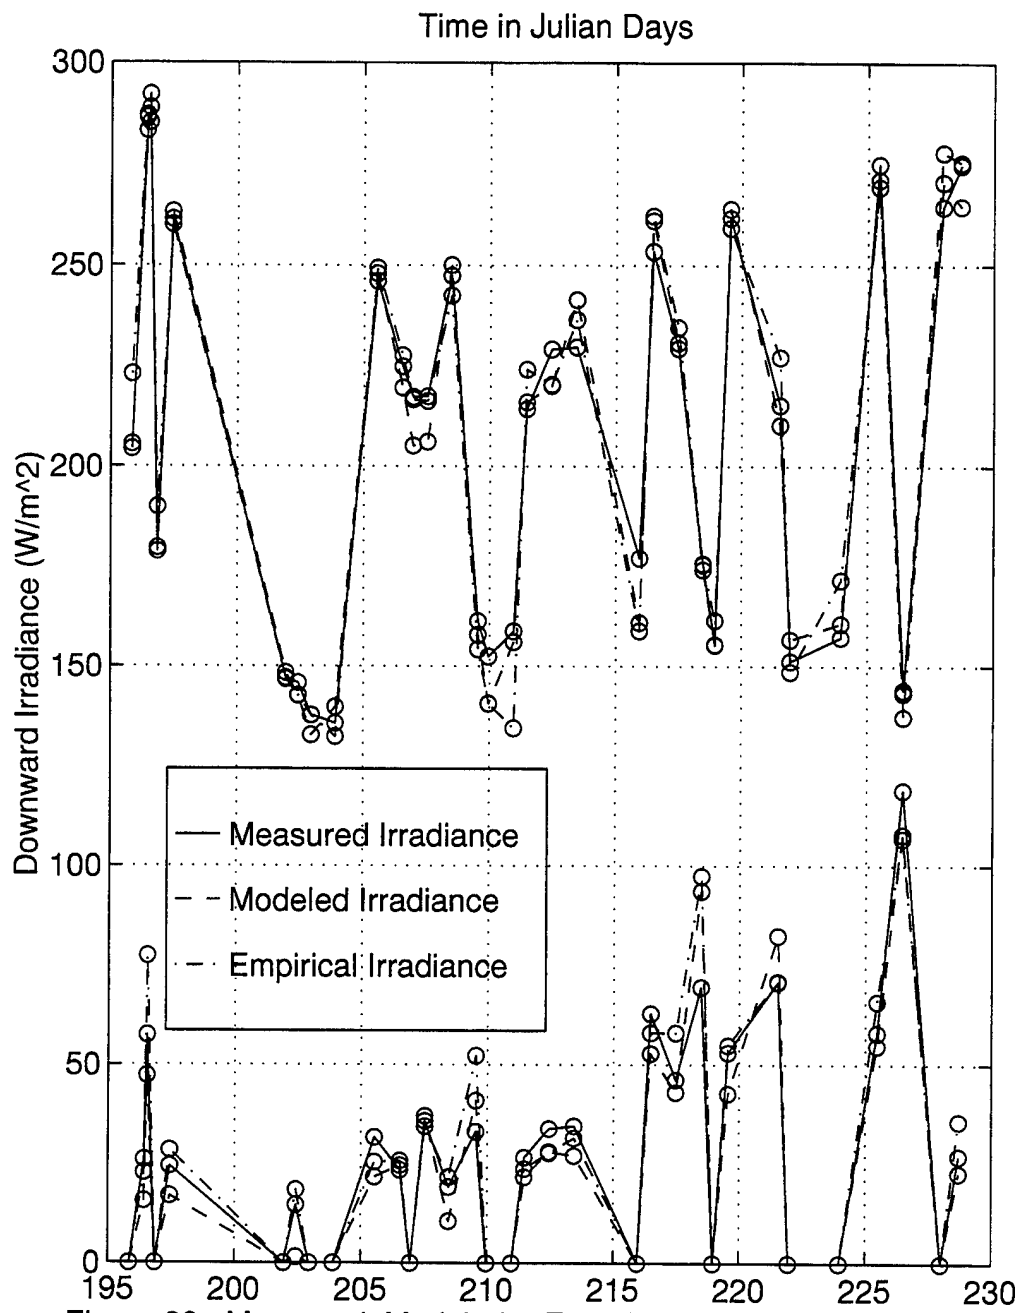 Time in Julian Days
300
250
200
150
100
50
0
Downward Irradiance (W/m^2)
Measured Irradiance
Modeled Irradiance
Empirical Irradiance
195 200 205 210 215 220 225 230